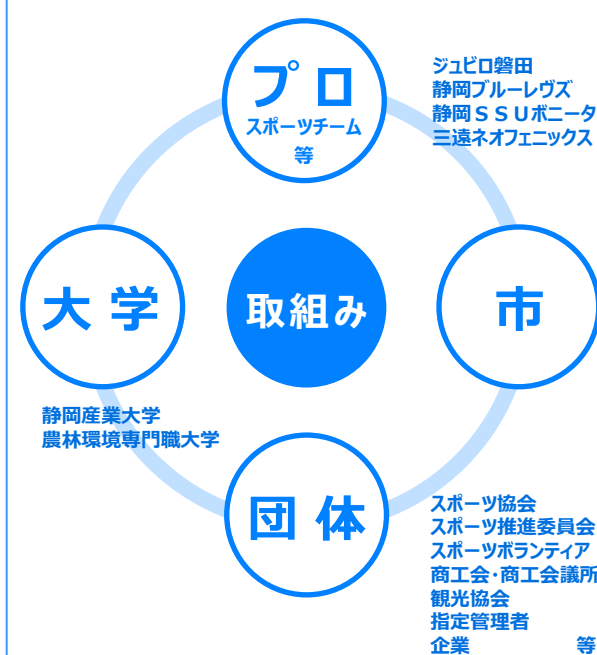 プロ
スポーツチーム
等
ジュビロ磐田
静岡ブルーレヴズ
静岡ＳＳＵボニータ
三遠ネオフェニックス
大学
取組み
市
静岡産業大学
農林環境専門職大学
団体
スポーツ協会
スポーツ推進委員会
スポーツボランティア
商工会・商工会議所
観光協会
指定管理者
企業　　　　　等